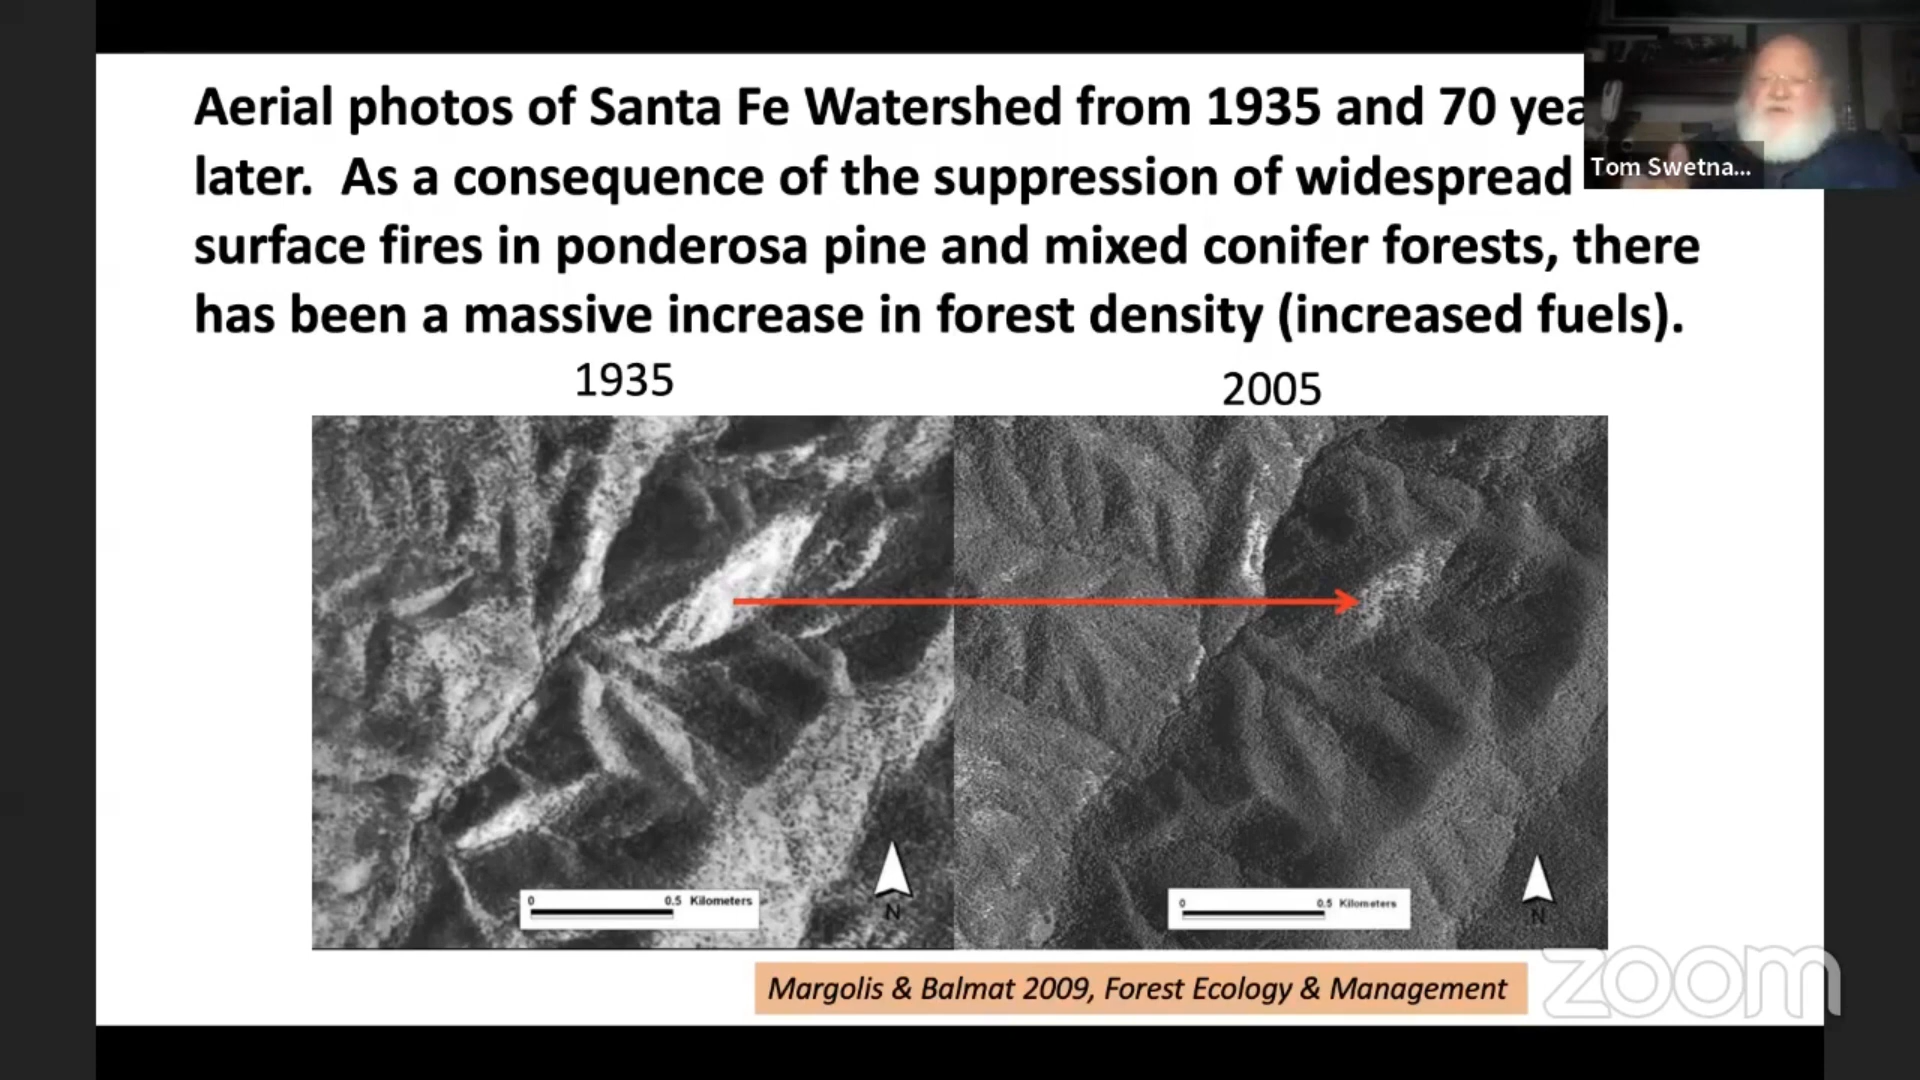 Aerial photos of Santa Fe Watershed from 1935 and 70 yea
Tom Swetna...
later. As a consequence of the suppression of widespread
surface fires in ponderosa pine and mixed conifer forests, there
has been a massive increase in forest density (increased fuels).
1935
2005
0 0.5 Kilometers
N
0 0.5 Kilometers
N
Margolis & Balmat 2009, Forest Ecology & Management
zoom